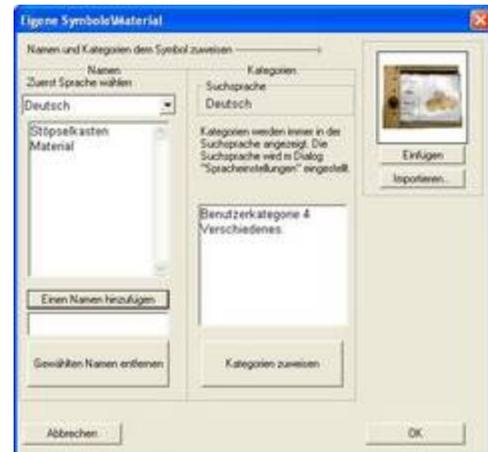 Eigene Symbole\Material
Namen und Kategorien dem Symbol zuweisen
Namen
Zuerst Sprache wählen
Deutsch
Stöpselkasten
Material
Einen Namen hinzufügen
Gewählten Namen entfernen
Kategorien
Suchsprache
Deutsch
Kategorien werden immer in der
Suchsprache angezeigt. Die
Suchsprache wird m Dialog
"Spracheinstellungen" eingestellt.
Benutzerkategorie 4
Verschiedenes
Kategorien zuweisen
Einfügen
Importieren...
Abbrechen
OK